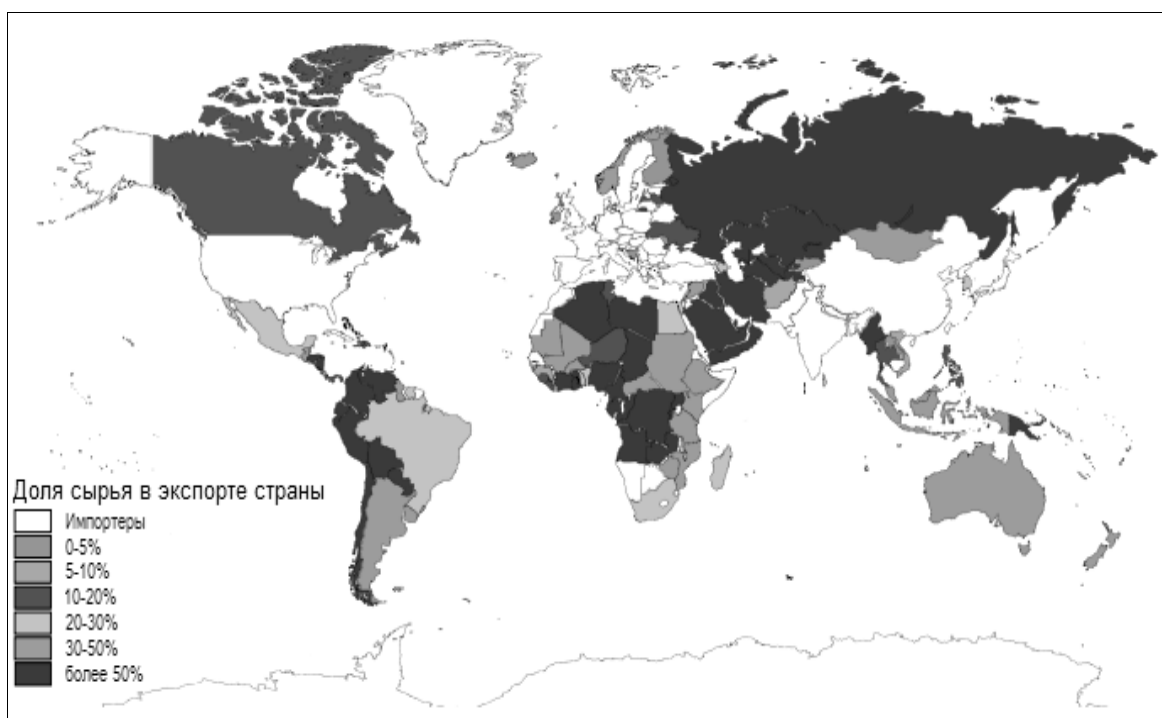 Доля сырья в экспорте страны
Импортеры
0-5%
5-10%
10-20%
20-30%
30-50%
более 50%